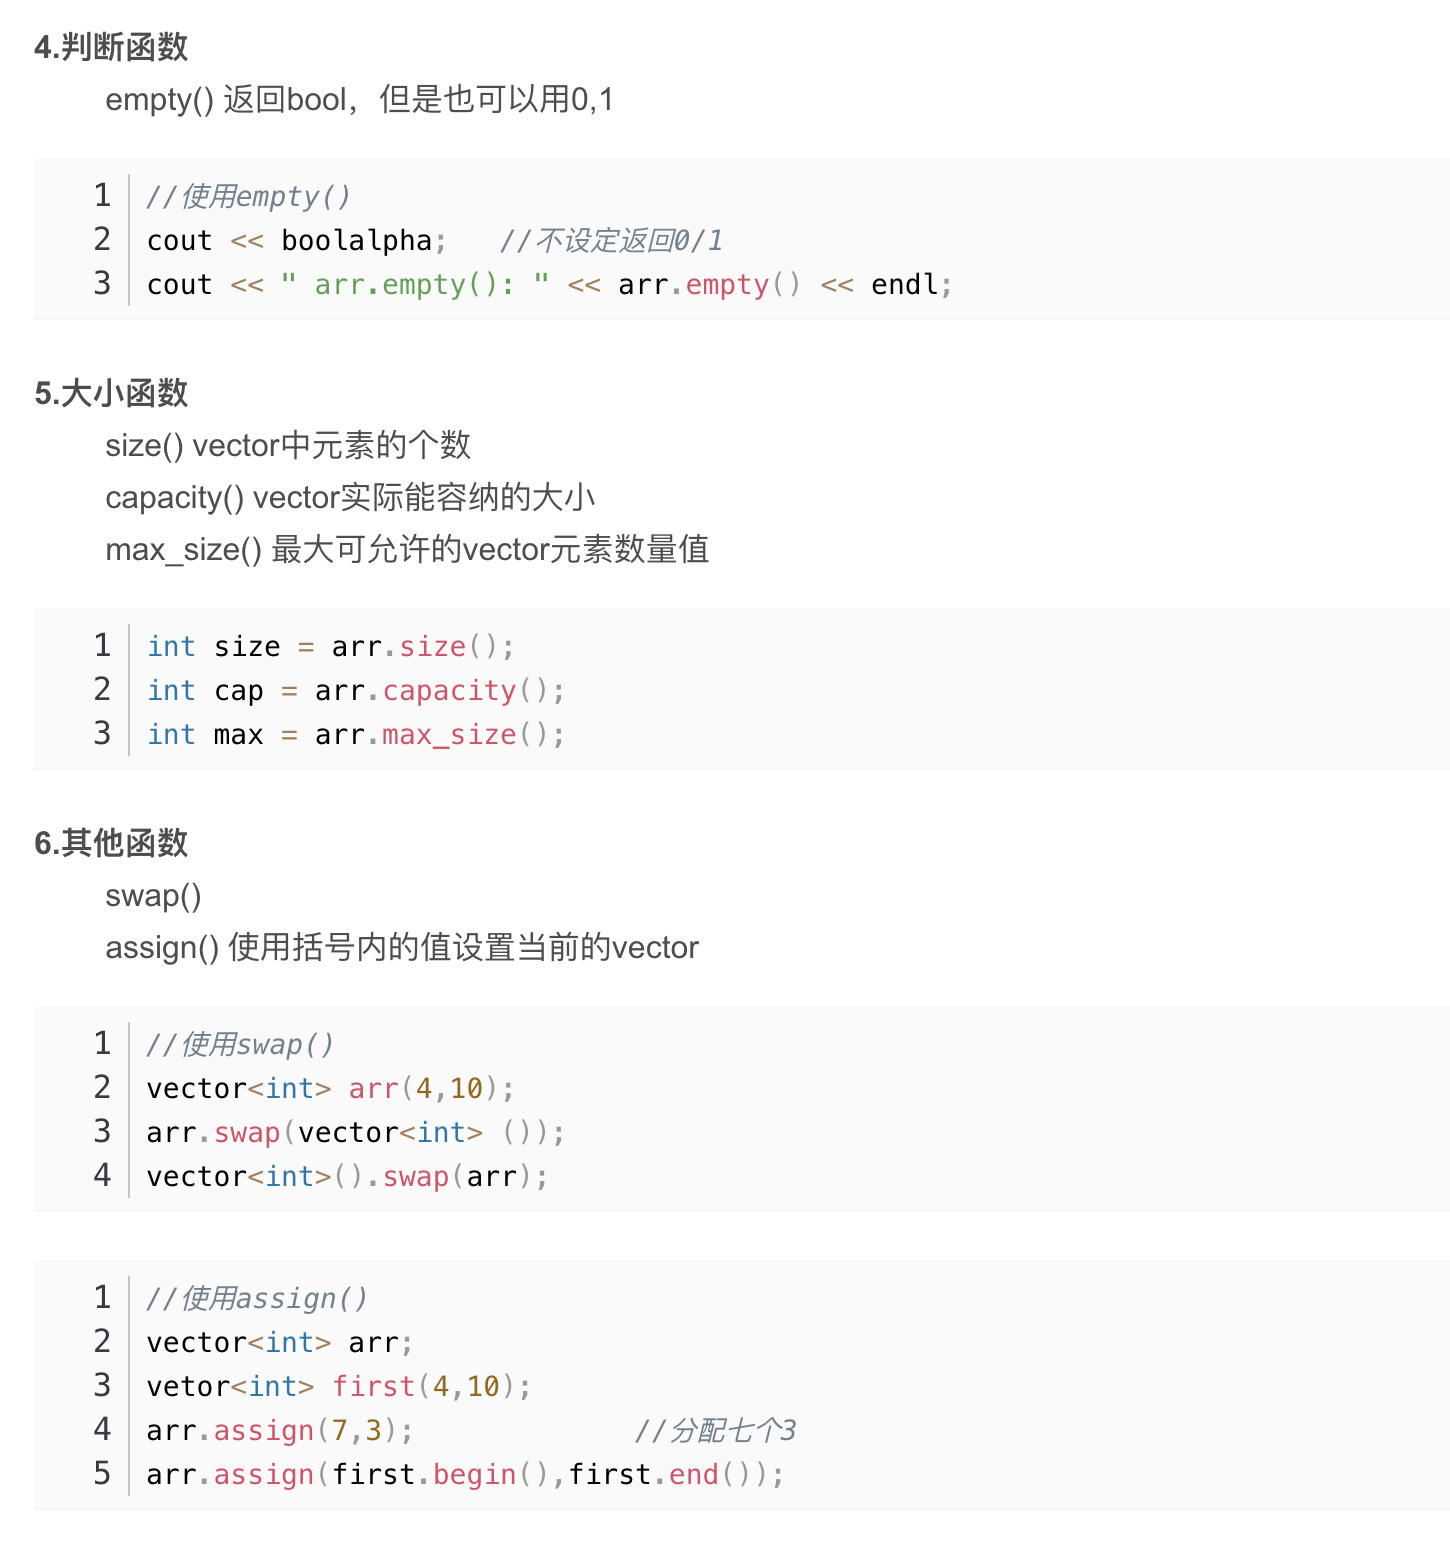 4.判断函数
empty() 返回bool，但是也可以用0,1
1 //使用empty()
2 cout << boolalpha;   //不设定返回0/1
3 cout << " arr.empty(): " << arr.empty() << endl;
5.大小函数
size() vector中元素的个数
capacity() vector实际能容纳的大小
max_size() 最大可允许的vector元素数量值
1 int size = arr.size();
2 int cap = arr.capacity();
3 int max = arr.max_size();
6.其他函数
swap()
assign() 使用括号内的值设置当前的vector
1 //使用swap()
2 vector<int> arr(4,10);
3 arr.swap(vector<int> ());
4 vector<int>().swap(arr);
1 //使用assign()
2 vector<int> arr;
3 vetor<int> first(4,10);
4 arr.assign(7,3);             //分配七个3
5 arr.assign(first.begin(),first.end());